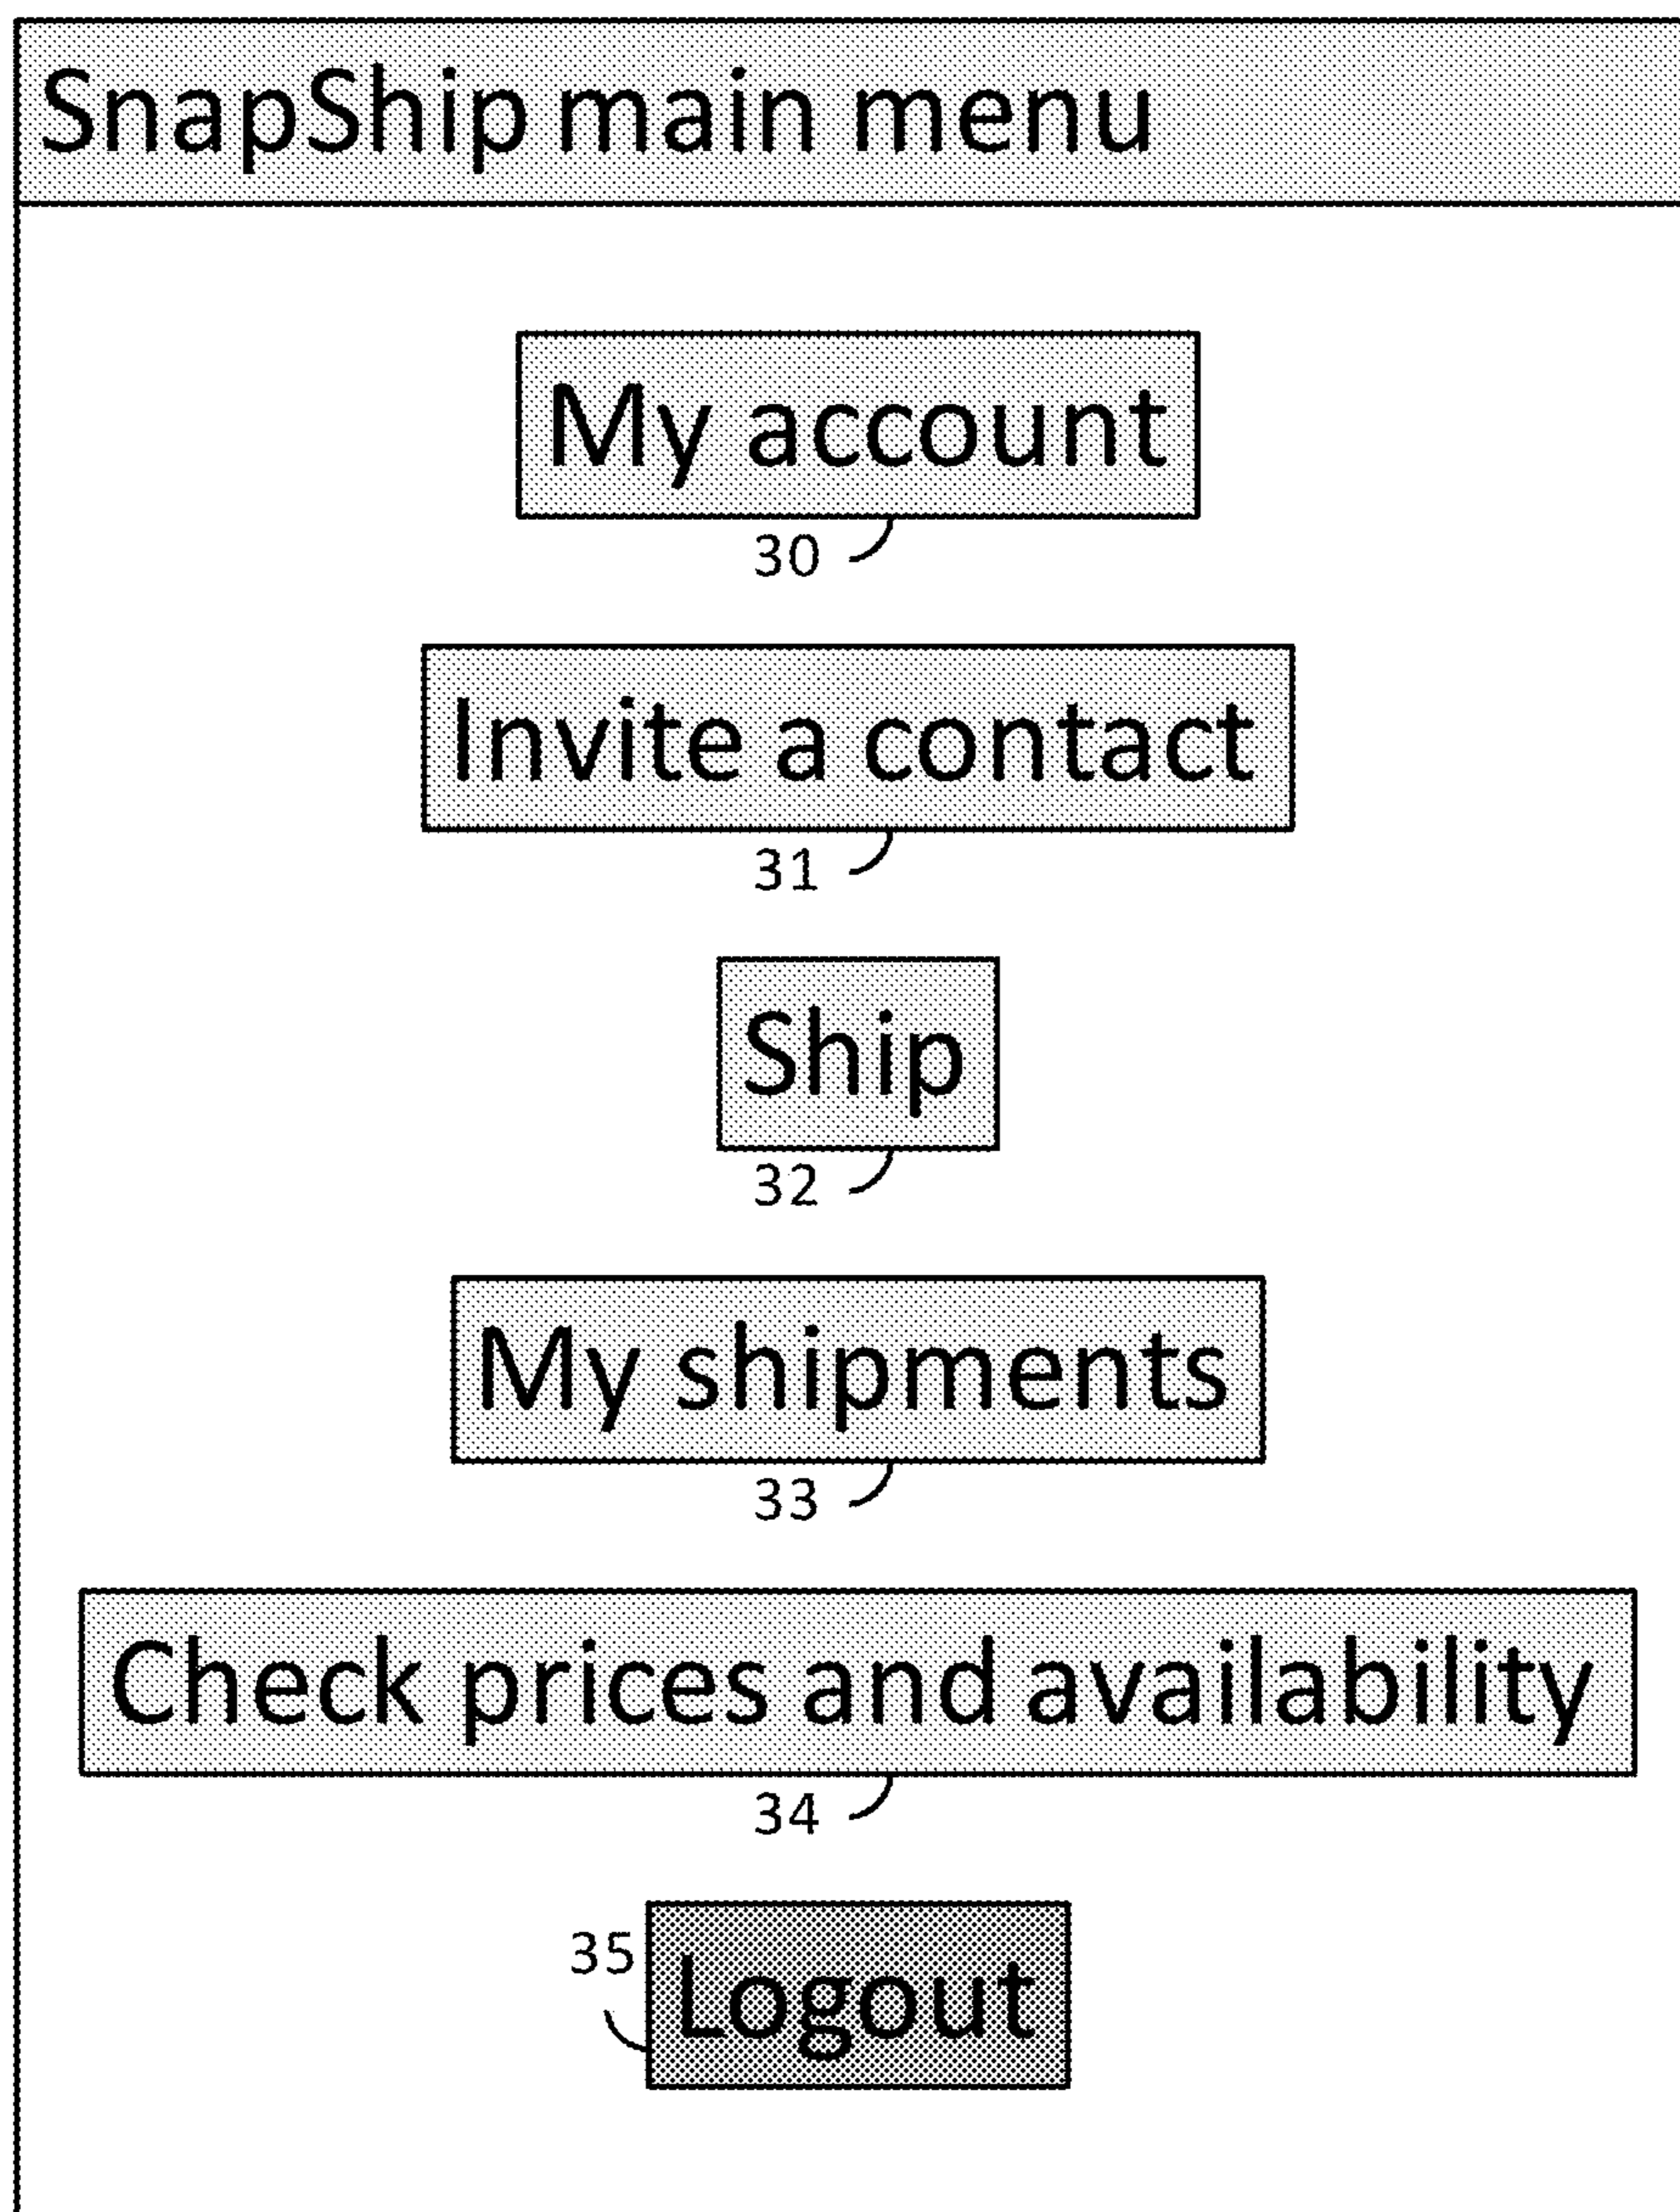 SnapShip main menu
My account
30
Invite a contact
31
Ship
32
My shipments
33
Check prices and availability
34
35
Logout